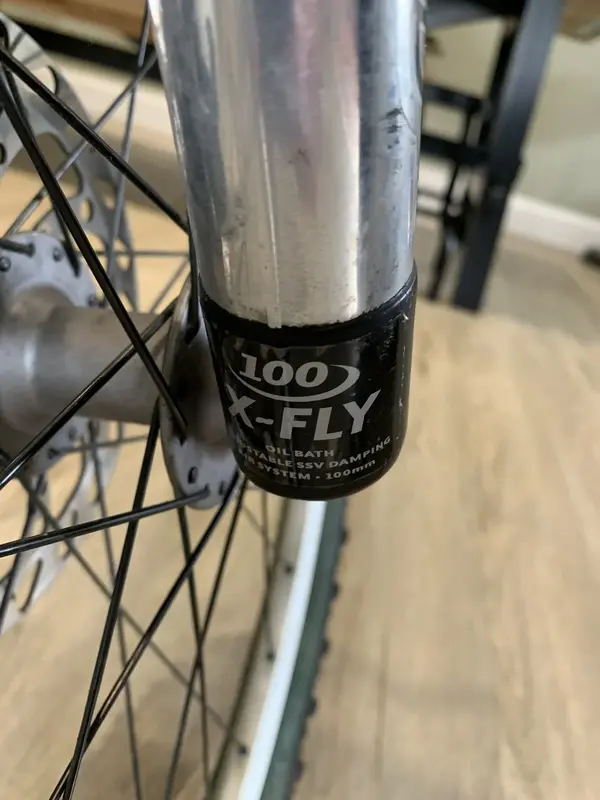 100
X-FLY
OIL BATH
SSV DAMPING
SYSTEM - 100mm